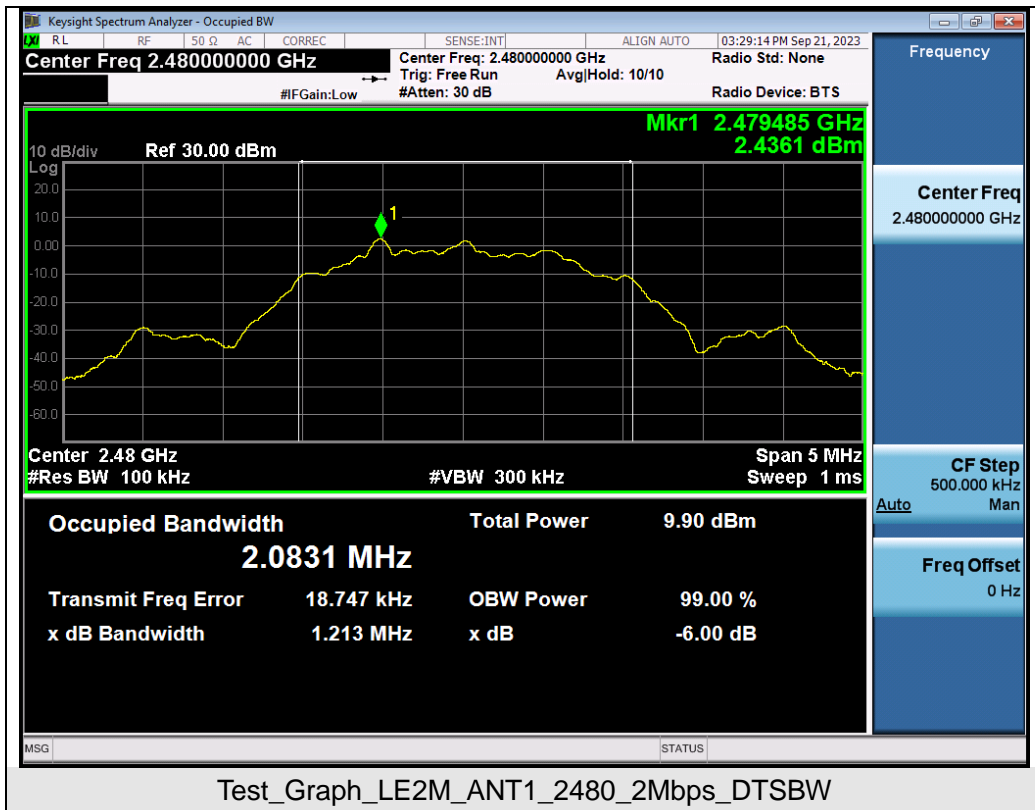 Keysight Spectrum Analyzer - Occupied BW
LXI RL RF 50 Ω AC CORREC SENSE:INT ALIGN AUTO 03:29:14 PM Sep 21, 2023
Center Freq 2.480000000 GHz
Center Freq: 2.480000000 GHz
Radio Std: None
Trig: Free Run Avg|Hold: 10/10
#IFGain:Low #Atten: 30 dB Radio Device: BTS
Mkr1 2.479485 GHz
2.4361 dBm
10 dB/div Ref 30.00 dBm
Log
20.0
10.0
1
0.00
-10.0
-20.0
-30.0
-40.0
-50.0
-60.0
Center 2.48 GHz Span 5 MHz
#Res BW 100 kHz #VBW 300 kHz Sweep 1 ms
Occupied Bandwidth Total Power 9.90 dBm
2.0831 MHz
Transmit Freq Error 18.747 kHz OBW Power 99.00 %
x dB Bandwidth 1.213 MHz x dB -6.00 dB
MSG STATUS
Frequency
Center Freq
2.480000000 GHz
CF Step
500.000 kHz
Auto Man
Freq Offset
0 Hz
Test_Graph_LE2M_ANT1_2480_2Mbps_DTSBW